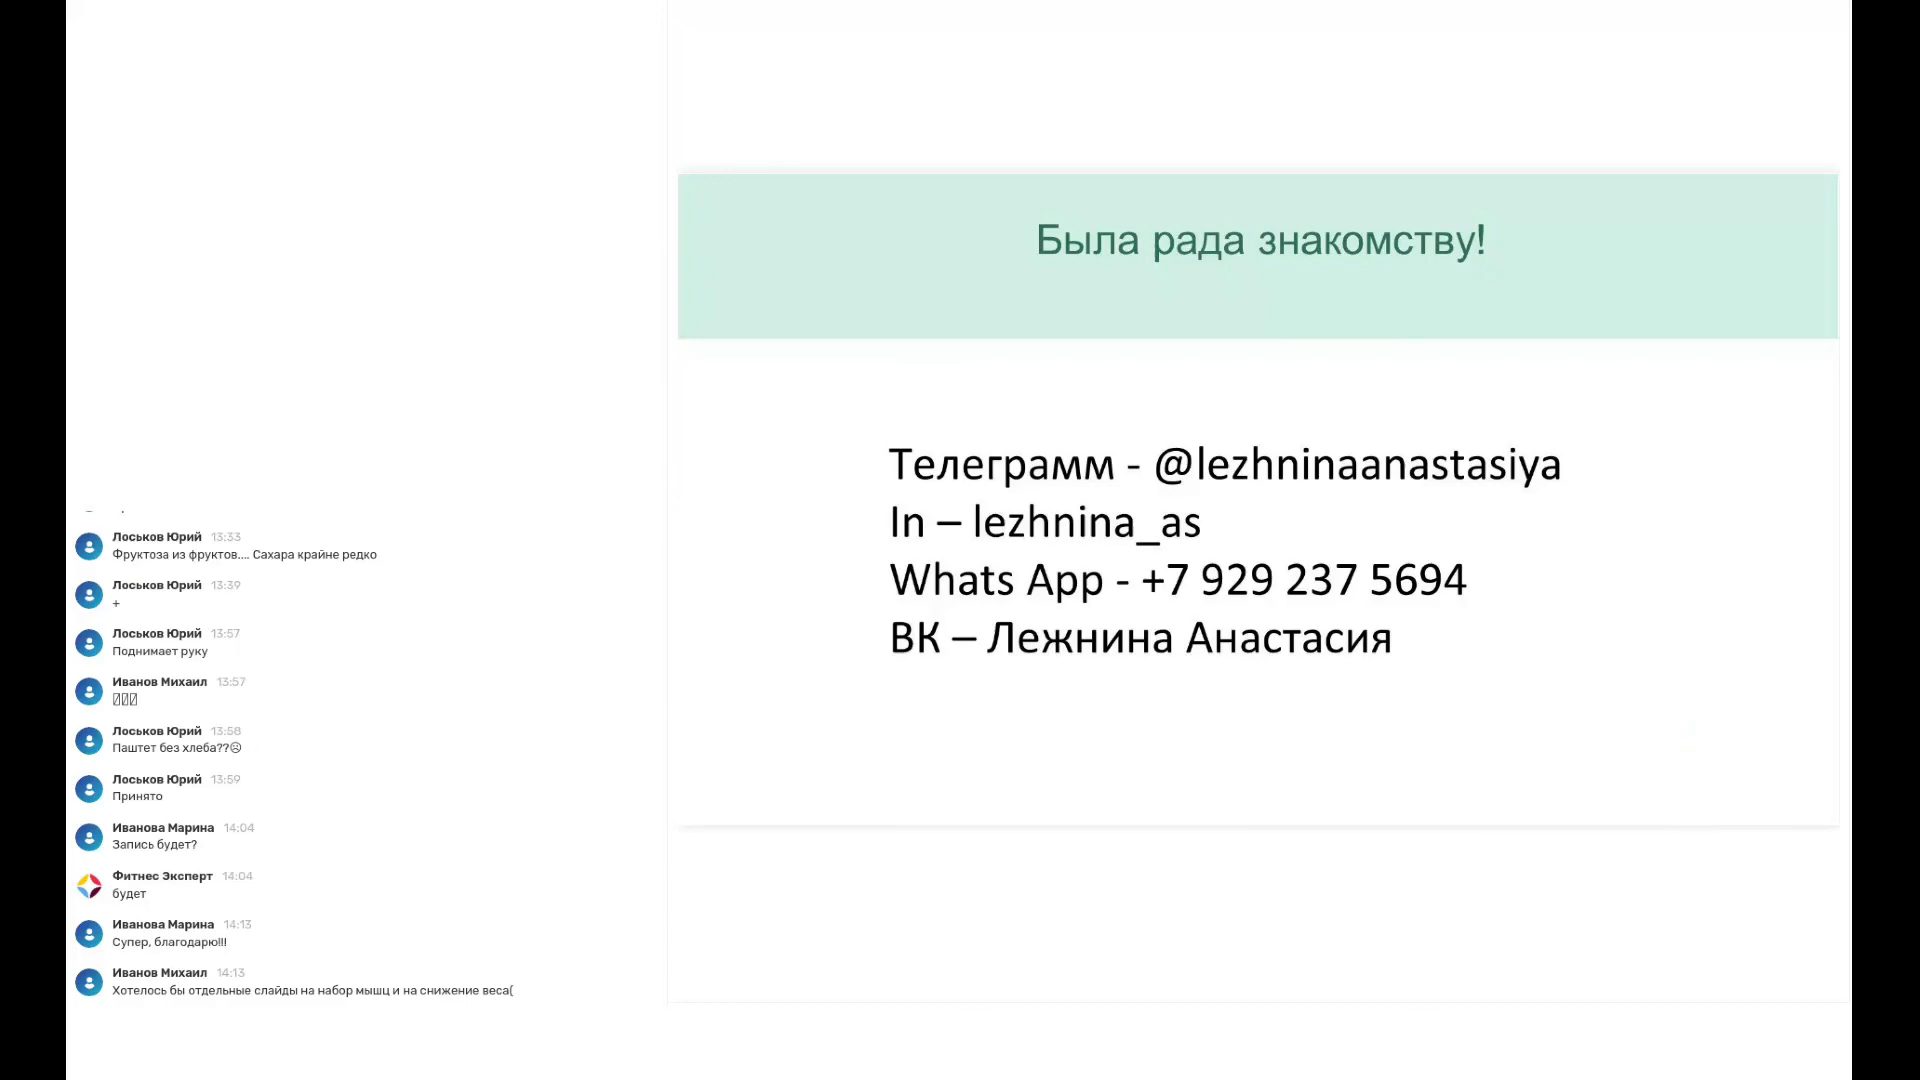 Лоськов Юрий 13:33
Фруктоза из фруктов.... Сахара крайне редко
Лоськов Юрий 13:39
+
Лоськов Юрий 13:57
Поднимает руку
Иванов Михаил 13:57
Лоськов Юрий 13:58
Паштет без хлеба??☹
Лоськов Юрий 13:59
Принято
Иванова Марина 14:04
Запись будет?
Фитнес Эксперт 14:04
будет
Иванова Марина 14:13
Супер, благодарю!!!
Иванов Михаил 14:13
Хотелось бы отдельные слайды на набор мышц и на снижение веса(
Была рада знакомству!
Телеграмм - @lezhninaanastasiya
In – lezhnina_as
Whats App - +7 929 237 5694
ВК – Лежнина Анастасия